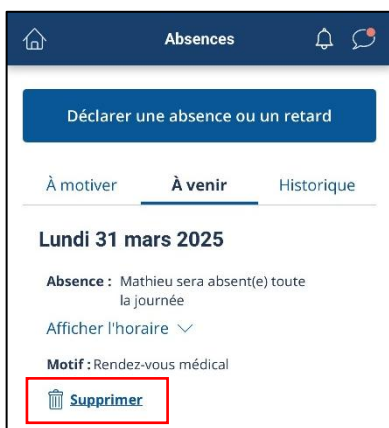 Absences
Déclarer une absence ou un retard
À motiver À venir Historique
Lundi 31 mars 2025
Absence : Mathieu sera absent(e) toute
la journée
Afficher l'horaire
Motif : Rendez-vous médical
Supprimer